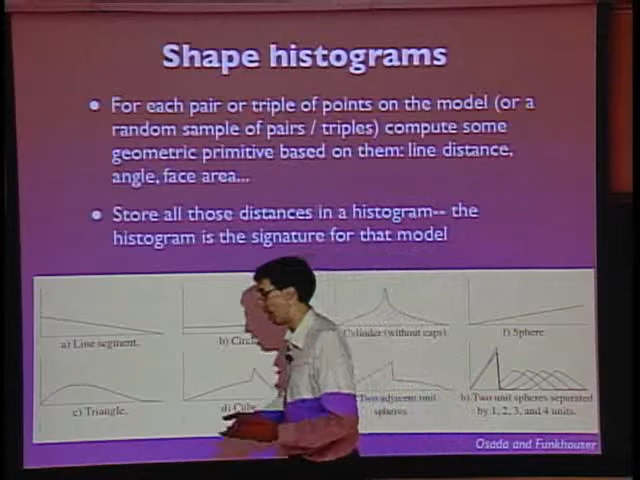 Shape histograms
• For each pair or triple of points on the model (or a
random sample of pairs / triples) compute some
geometric primitive based on them: line distance,
angle, face area...
• Store all those distances in a histogram-- the
histogram is the signature for that model
a) Line segment.
b)
Cylinder (without caps).
f) Sphere
c) Triangle.
d) Cube
Two adjacent unit
spheres.
h) Two unit spheres separated
by 1, 2, 3, and 4 units.
Osada and Funkhouser